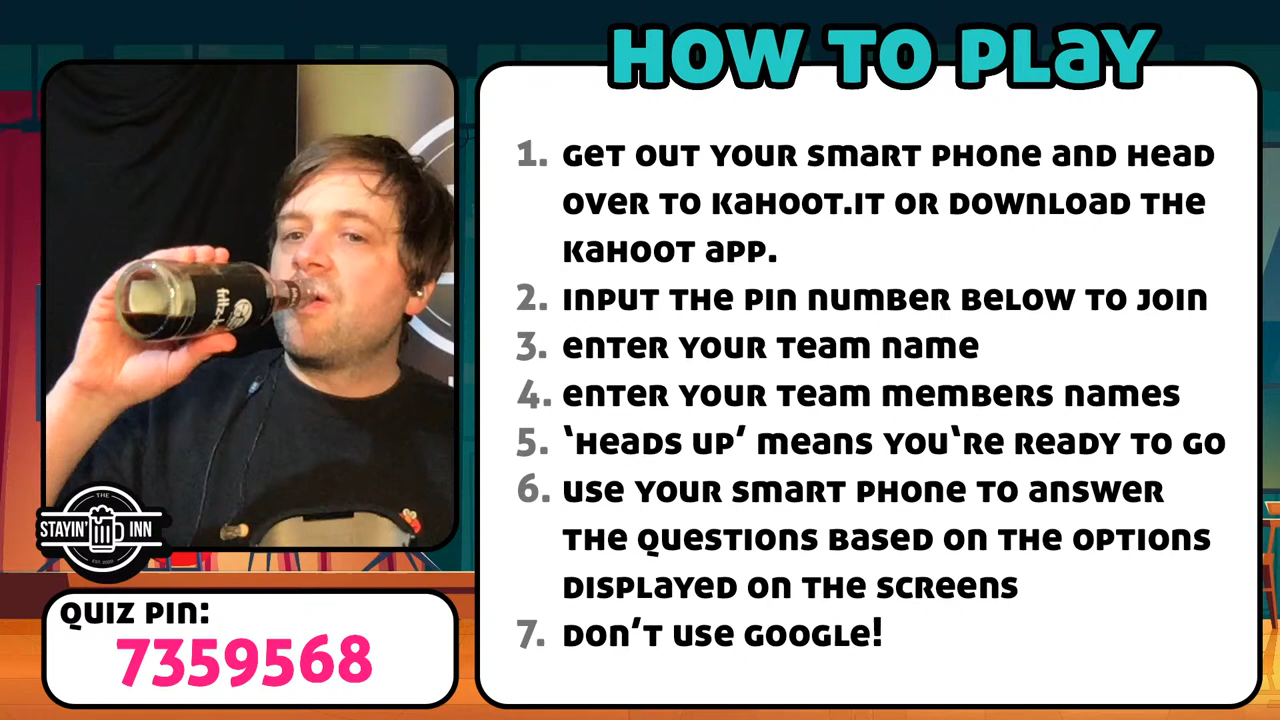 HOW TO PLAY
1. GET OUT YOUR SMART PHONE AND HEAD
OVER TO KAHOOT.IT OR DOWNLOAD THE
KAHOOT APP.
2. INPUT THE PIN NUMBER BELOW TO JOIN
3. ENTER YOUR TEAM NAME
4. ENTER YOUR TEAM MEMBERS NAMES
5. ‘HEADS UP’ MEANS YOU‘RE READY TO GO
6. USE YOUR SMART PHONE TO ANSWER
THE QUESTIONS BASED ON THE OPTIONS
DISPLAYED ON THE SCREENS
7. DON’T USE GOOGLE!
THE
STAYIN' INN
EST 2020
QUIZ PIN:
7359568